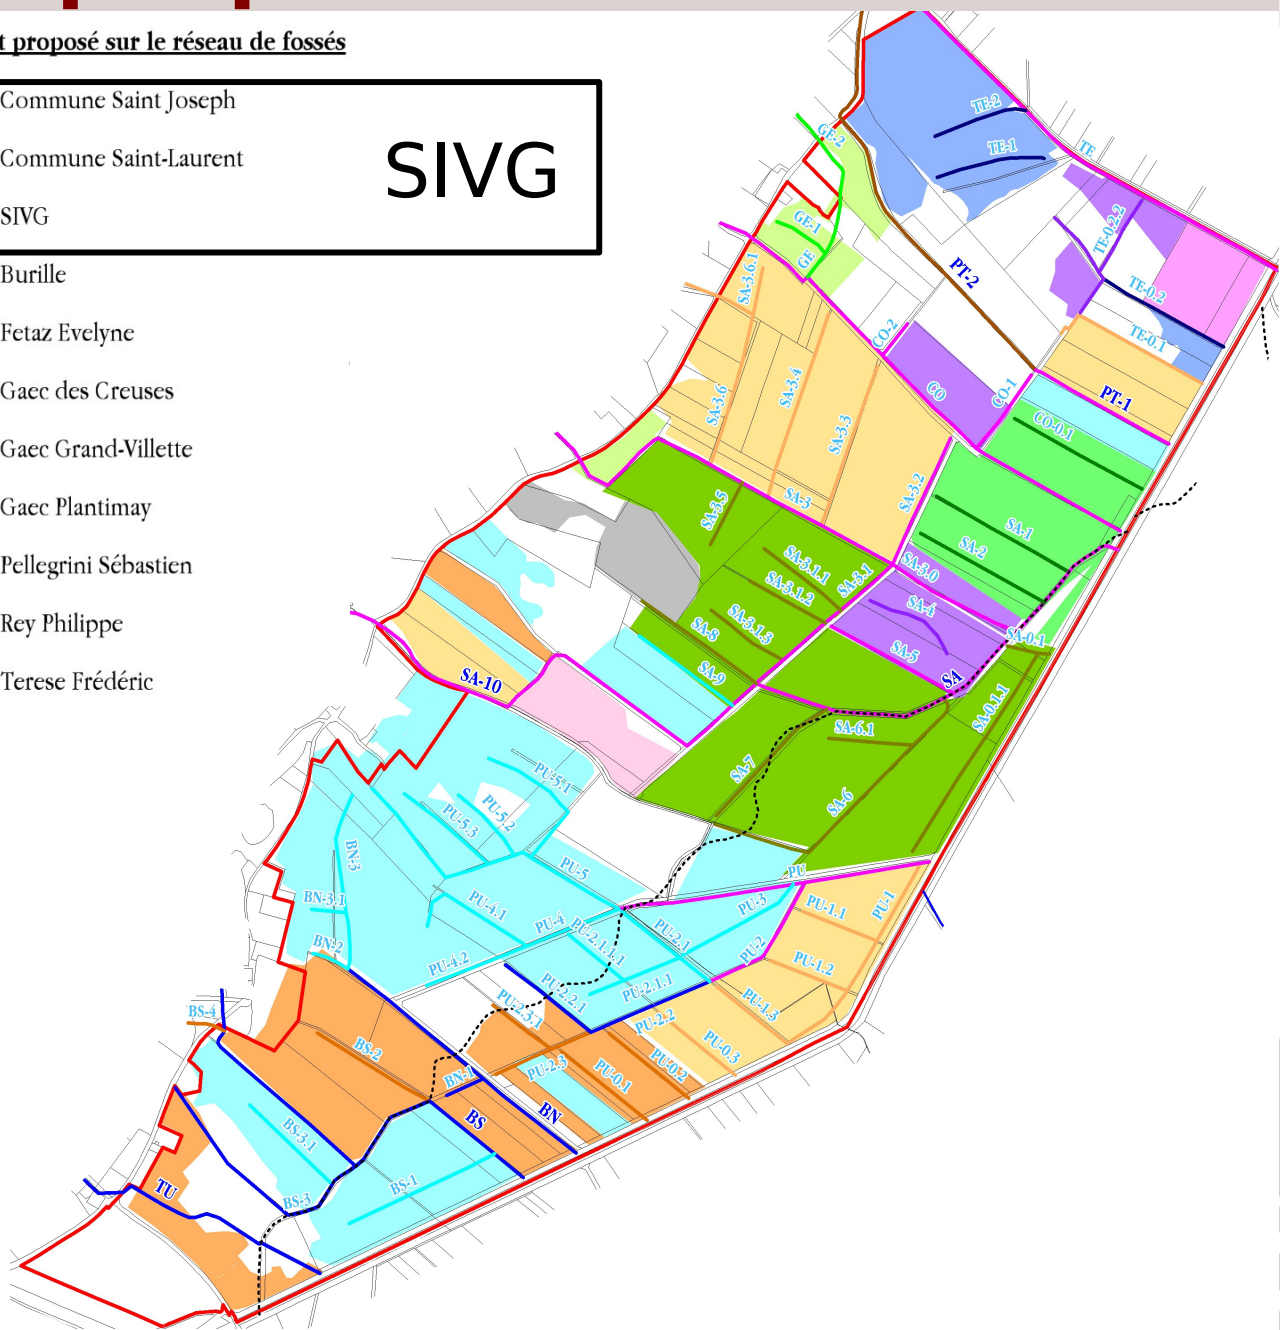 t proposé sur le réseau de fossés
Commune Saint Joseph
Commune Saint-Laurent
SIVG
SIVG
Burille
Fetaz Evelyne
Gaec des Creuses
Gaec Grand-Villette
Gaec Plantimay
Pellegrini Sébastien
Rey Philippe
Terese Frédéric
TE-2
TE-1
TE
GE-2
GE-1
GE
TE-0.2.2
PT-2
TE-0.2
TE-0.1
SA-3.6.1
CO-2
CO
CO-1
PT-1
CO-0.1
SA-3.6
SA-3.4
SA-3.3
SA-3.2
SA-3
SA-3.5
SA-1
SA-2
SA-3.0
SA-3.1.1
SA-3.1
SA-3.1.2
SA-3.1.3
SA-4
SA-5
SA-0.1
SA-8
SA-9
SA
SA-10
SA-0.1.1
SA-6.1
SA-7
SA-6
PU-5.1
PU-5.2
PU-5.3
PU-5
PU
BN-3
BN-3.1
BN-2
PU-4.1
PU-4
PU-4.2
PU-2.1.1.1
PU-2.1
PU-3
PU-2
PU-1.1
PU-1
PU-1.2
PU-2.1.1
PU-2.2.1
PU-1.3
PU-2.3.1
PU-2.2
PU-0.3
PU-0.2
PU-2.3
PU-0.1
BS-4
BS-2
BN-1
BN
BS
BS-3.1
BS-1
BS-3
TU